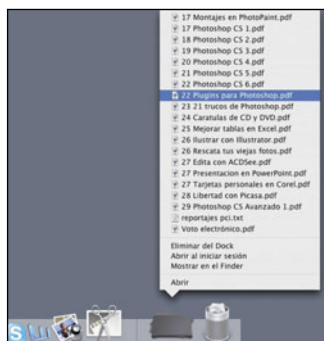 17 Montajes en PhotoPaint.pdf
17 Photoshop CS 1.pdf
18 Photoshop CS 2.pdf
19 Photoshop CS 3.pdf
20 Photoshop CS 4.pdf
21 Photoshop CS 5.pdf
22 Photoshop CS 6.pdf
22 Plugins para Photoshop.pdf
23 21 trucos de Photoshop.pdf
24 Caratulas de CD y DVD.pdf
25 Mejorar tablas en Excel.pdf
26 Ilustrar con Illustrator.pdf
26 Rescata tus viejas fotos.pdf
27 Edita con ACDSee.pdf
27 Presentacion en PowerPoint.pdf
27 Tarjetas personales en Corel.pdf
28 Libertad con Picasa.pdf
29 Photoshop CS Avanzado 1.pdf
reportajes pci.txt
Voto electrónico.pdf
Eliminar del Dock
Abrir al iniciar sesión
Mostrar en el Finder
Abrir